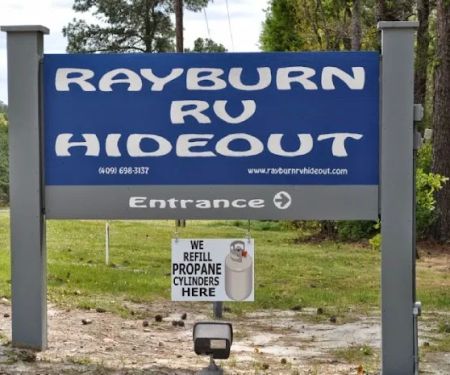 RAYBURN
RV
HIDEOUT
(409) 698-3137 www.rayburnrvhideout.com
Entrance
WE
REFILL
PROPANE
CYLINDERS
HERE